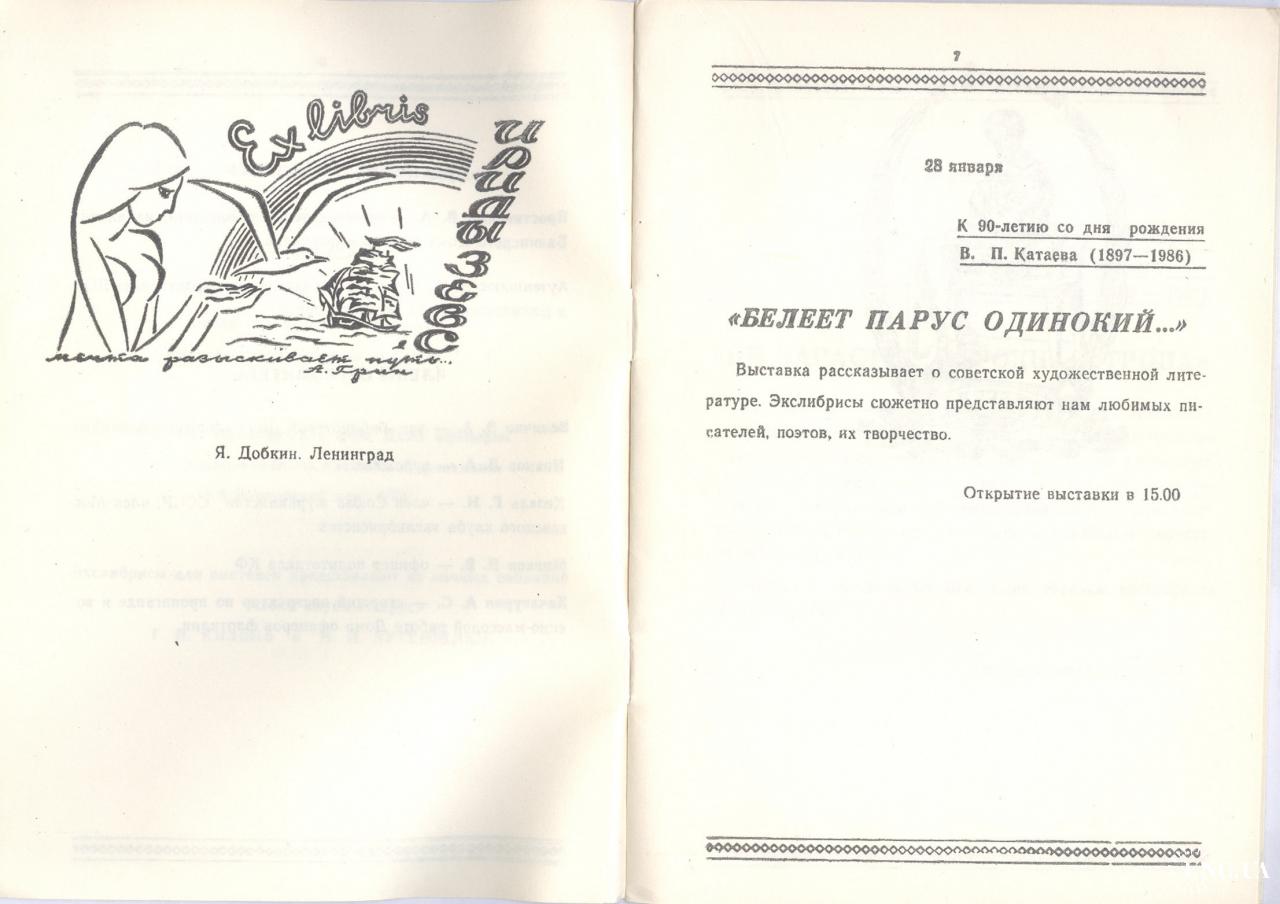 Ex libris
ИРИДЫ ЗЕВС
мечта разыскивает путь...
А. Грин
Я. Добкин. Ленинград
7
28 января
К 90-летию со дня рождения
В. П. Катаева (1897—1986)
«БЕЛЕЕТ ПАРУС ОДИНОКИЙ...»
Выставка рассказывает о советской художественной лите-
ратуре. Экслибрисы сюжетно представляют нам любимых пи-
сателей, поэтов, их творчество.
Открытие выставки в 15.00